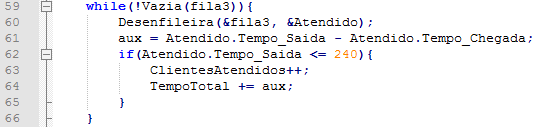 59 while(!Vazia(fila3)){
60 Desenfileira(&fila3, &Atendido);
61 aux = Atendido.Tempo_Saida - Atendido.Tempo_Chegada;
62 if(Atendido.Tempo_Saida <= 240){
63 ClientesAtendidos++;
64 TempoTotal += aux;
65 }
66 }